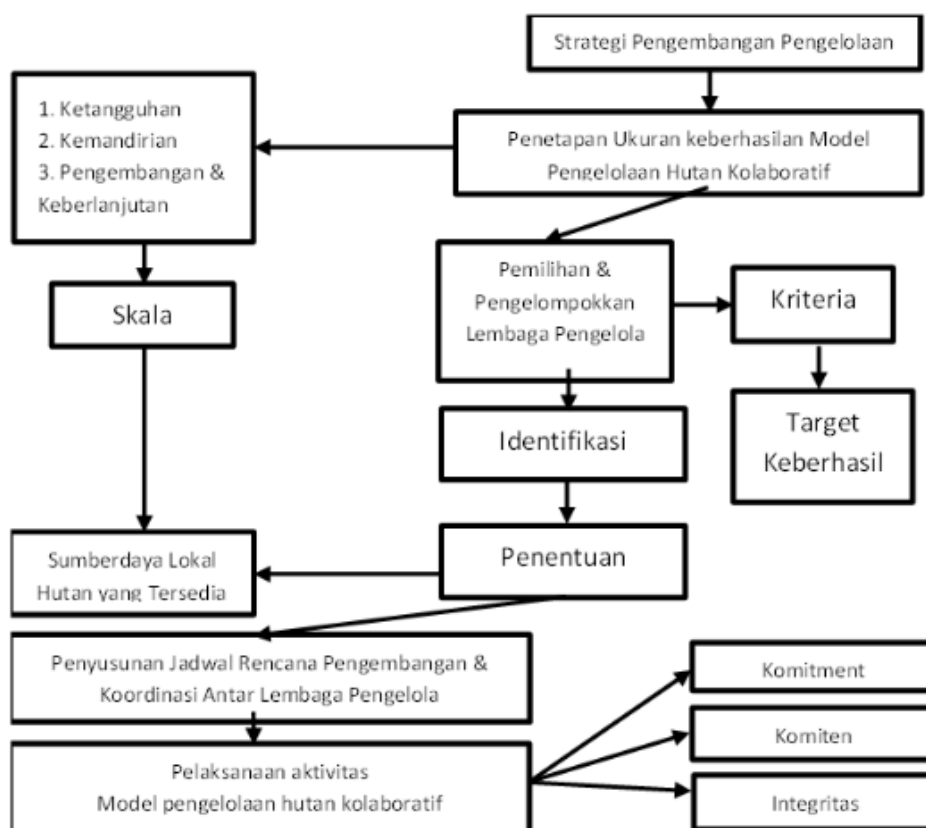 Strategi Pengembangan Pengelolaan
1. Ketangguhan
2. Kemandirian
3. Pengembangan &
Keberlanjutan
Penetapan Ukuran keberhasilan Model
Pengelolaan Hutan Kolaboratif
Pemilihan &
Pengelompokkan
Lembaga Pengelola
Kriteria
Skala
Target
Keberhasil
Identifikasi
Penentuan
Sumberdaya Lokal
Hutan yang Tersedia
Penyusunan Jadwal Rencana Pengembangan &
Koordinasi Antar Lembaga Pengelola
Komitment
Komiten
Pelaksanaan aktivitas
Model pengelolaan hutan kolaboratif
Integritas